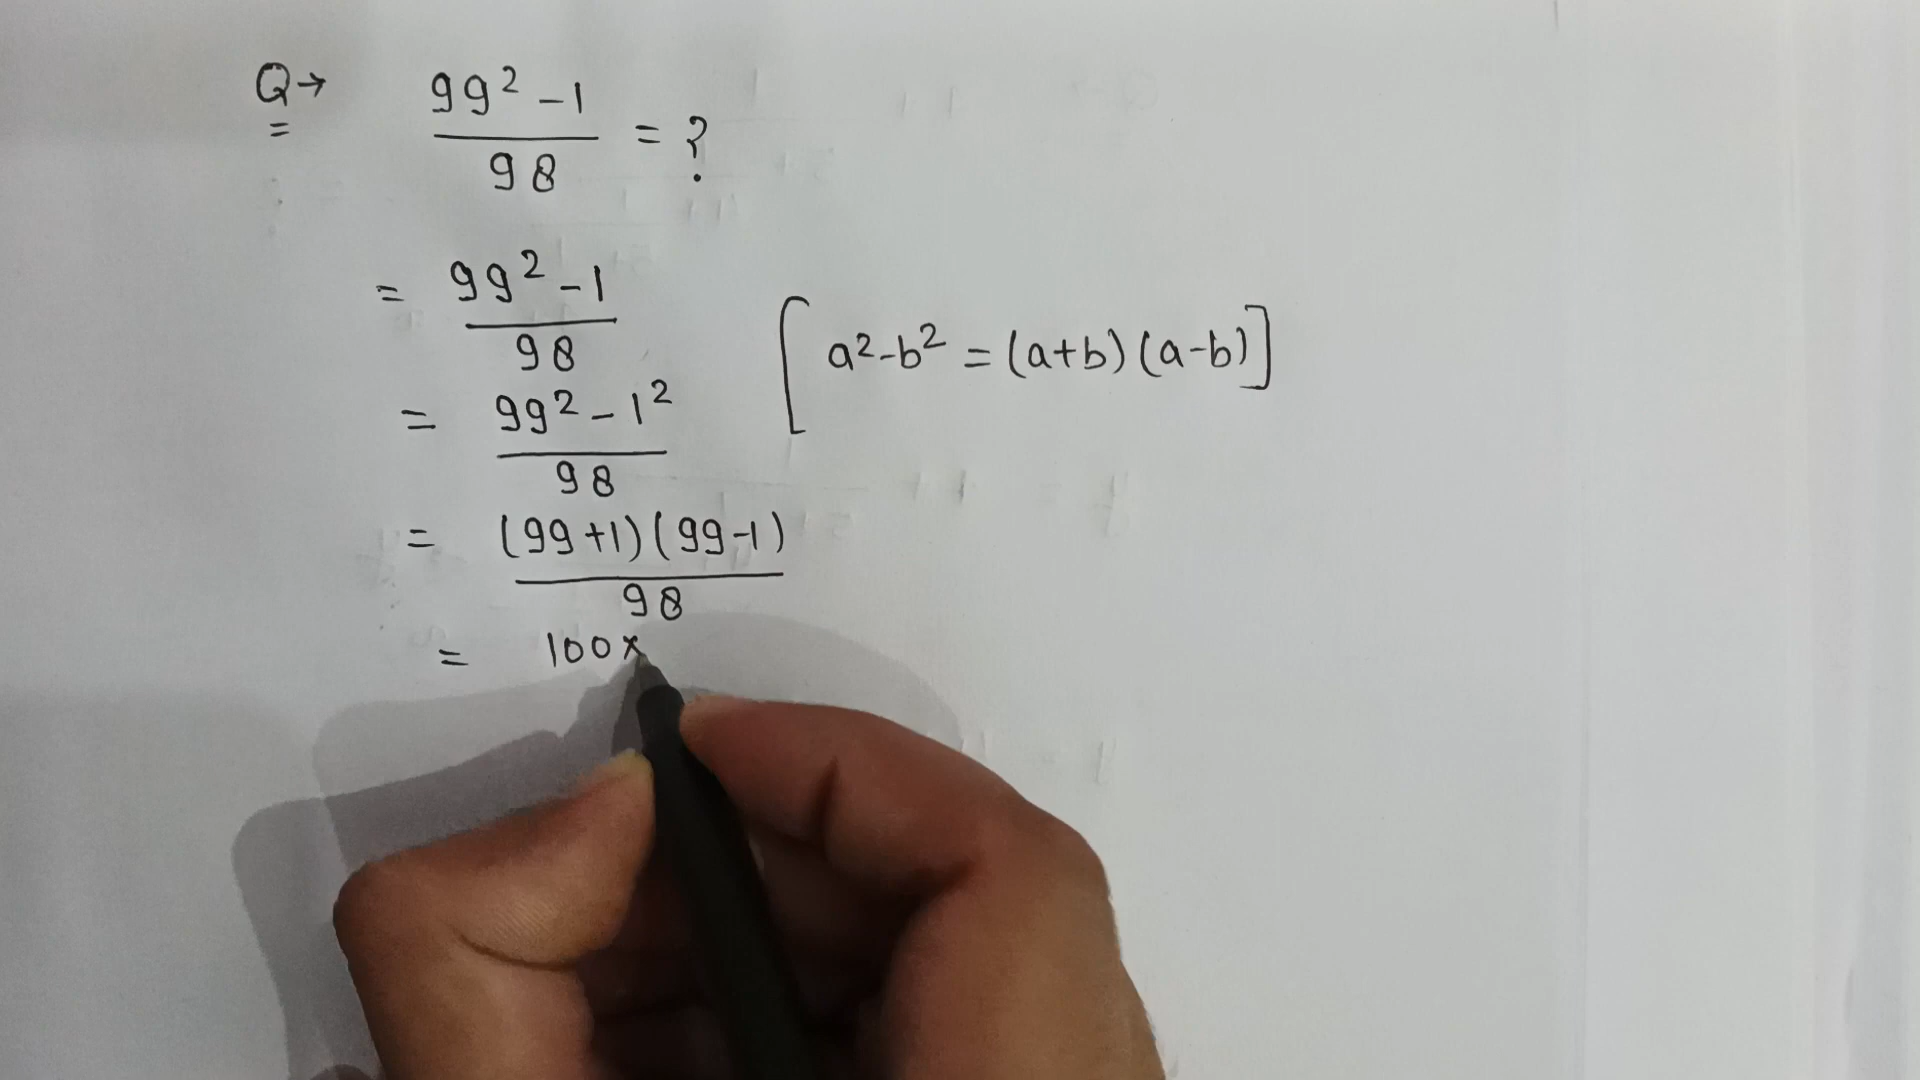 Q→ 99² - 1
= 98 = ?
= 99² - 1
98
[a² - b² = (a+b) (a-b)]
= 99² - 1²
98
= (99+1) (99-1)
98
= 100×